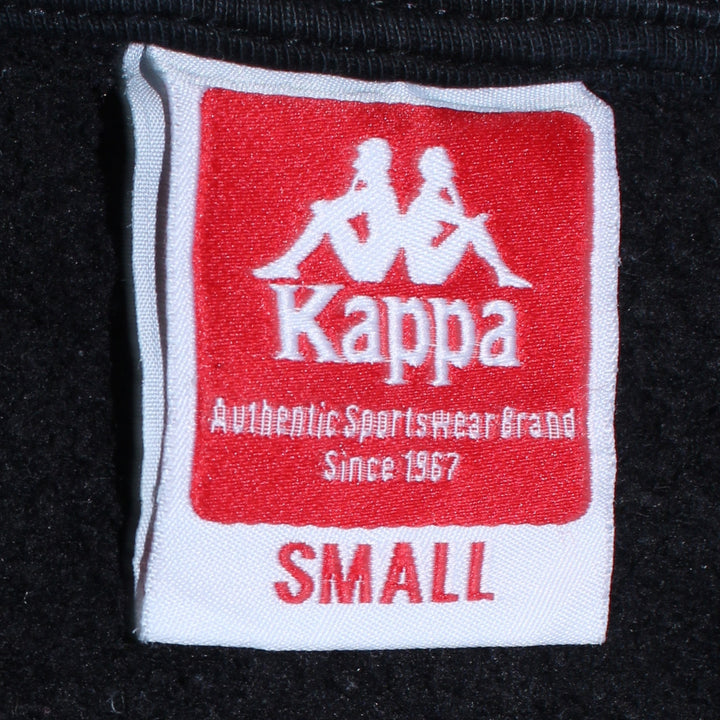 Kappa
Authentic Sportswear Brand
Since 1967
SMALL